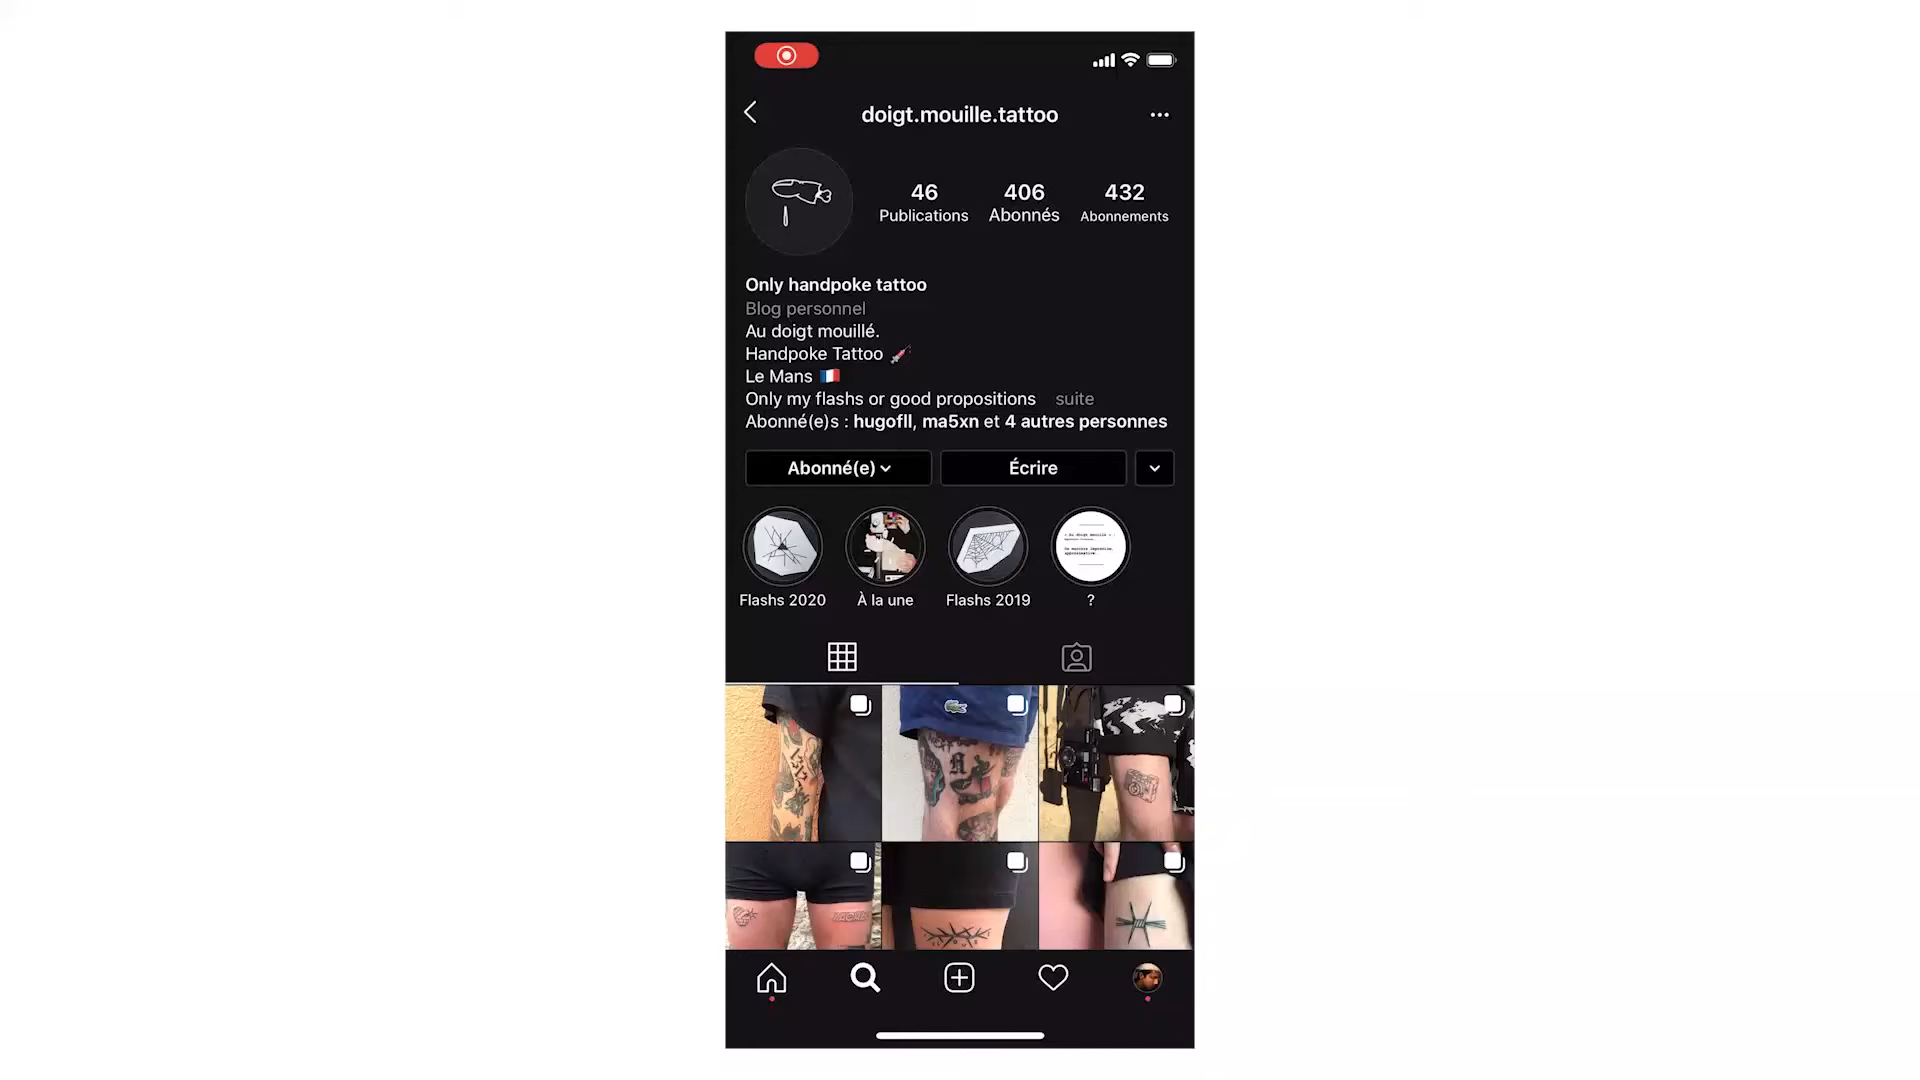 doigt.mouille.tattoo
46
406
432
Publications
Abonnés
Abonnements
Only handpoke tattoo
Blog personnel
Au doigt mouillé.
Handpoke Tattoo
Le Mans
Only my flashs or good propositions suite
Abonné(e)s : hugofll, ma5xn et 4 autres personnes
Abonné(e)
Écrire
Flashs 2020
À la une
Flashs 2019
?